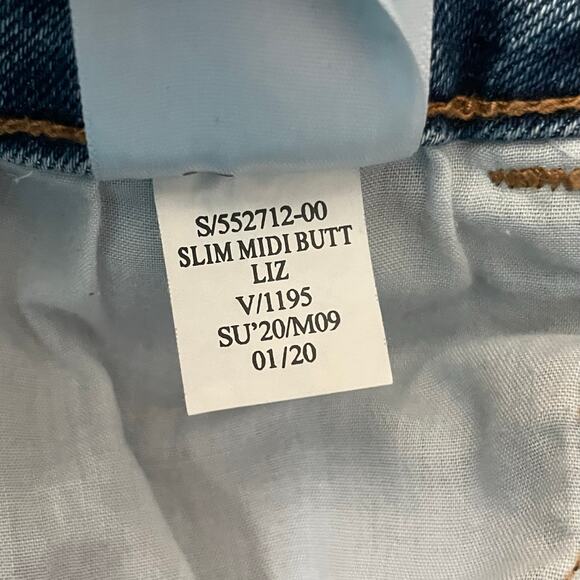 S/552712-00
SLIM MIDI BUTT
LIZ
V/1195
SU'20/M09
01/20